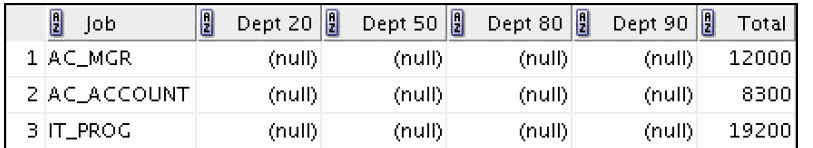 Job Dept 20 Dept 50 Dept 80 Dept 90 Total
1 AC_MGR (null) (null) (null) (null) 12000
2 AC_ACCOUNT (null) (null) (null) (null) 8300
3 IT_PROG (null) (null) (null) (null) 19200